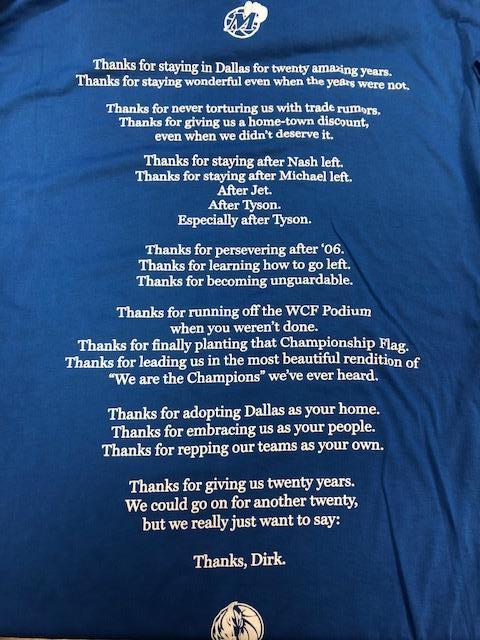 M
Thanks for staying in Dallas for twenty amazing years.
Thanks for staying wonderful even when the years were not.
Thanks for never torturing us with trade rumors.
Thanks for giving us a home-town discount,
even when we didn't deserve it.
Thanks for staying after Nash left.
Thanks for staying after Michael left.
After Jet.
After Tyson.
Especially after Tyson.
Thanks for persevering after ‘06.
Thanks for learning how to go left.
Thanks for becoming unguardable.
Thanks for running off the WCF Podium
when you weren't done.
Thanks for finally planting that Championship Flag.
Thanks for leading us in the most beautiful rendition of
“We are the Champions” we've ever heard.
Thanks for adopting Dallas as your home.
Thanks for embracing us as your people.
Thanks for repping our teams as your own.
Thanks for giving us twenty years.
We could go on for another twenty,
but we really just want to say:
Thanks, Dirk.